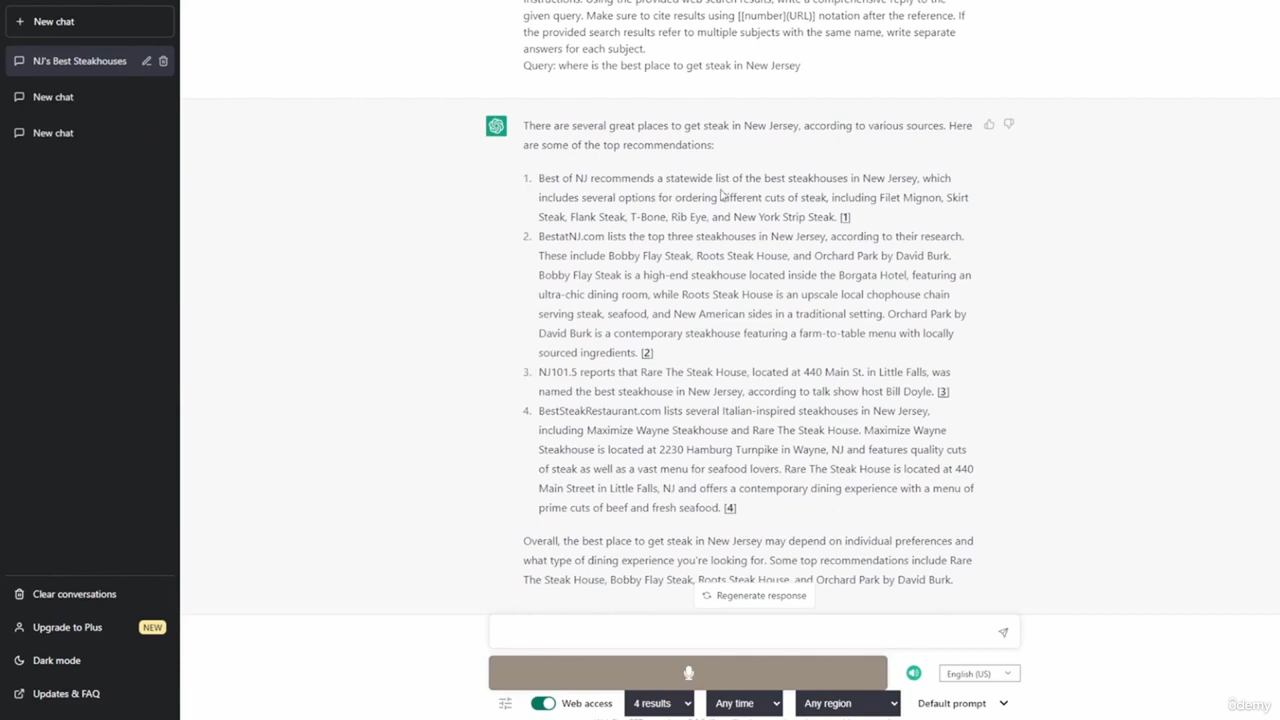 New chat
NJ's Best Steakhouses
New chat
New chat
Clear conversations
Upgrade to Plus NEW
Dark mode
Updates & FAQ
Instructions: Using the provided web search results, write a comprehensive reply to the
given query. Make sure to cite results using [[number](URL)] notation after the reference. If
the provided search results refer to multiple subjects with the same name, write separate
answers for each subject.
Query: where is the best place to get steak in New Jersey
There are several great places to get steak in New Jersey, according to various sources. Here
are some of the top recommendations:
1. Best of NJ recommends a statewide list of the best steakhouses in New Jersey, which
includes several options for ordering different cuts of steak, including Filet Mignon, Skirt
Steak, Flank Steak, T-Bone, Rib Eye, and New York Strip Steak. [1]
2. BestatNJ.com lists the top three steakhouses in New Jersey, according to their research.
These include Bobby Flay Steak, Roots Steak House, and Orchard Park by David Burk.
Bobby Flay Steak is a high-end steakhouse located inside the Borgata Hotel, featuring an
ultra-chic dining room, while Roots Steak House is an upscale local chophouse chain
serving steak, seafood, and New American sides in a traditional setting. Orchard Park by
David Burk is a contemporary steakhouse featuring a farm-to-table menu with locally
sourced ingredients. [2]
3. NJ101.5 reports that Rare The Steak House, located at 440 Main St. in Little Falls, was
named the best steakhouse in New Jersey, according to talk show host Bill Doyle. [3]
4. BestSteakRestaurant.com lists several Italian-inspired steakhouses in New Jersey,
including Maximize Wayne Steakhouse and Rare The Steak House. Maximize Wayne
Steakhouse is located at 2230 Hamburg Turnpike in Wayne, NJ and features quality cuts
of steak as well as a vast menu for seafood lovers. Rare The Steak House is located at 440
Main Street in Little Falls, NJ and offers a contemporary dining experience with a menu of
prime cuts of beef and fresh seafood. [4]
Overall, the best place to get steak in New Jersey may depend on individual preferences and
what type of dining experience you're looking for. Some top recommendations include Rare
The Steak House, Bobby Flay Steak, Roots Steak House, and Orchard Park by David Burk.
Regenerate response
English (US)
Web access 4 results Any time Any region Default prompt
ûdemy